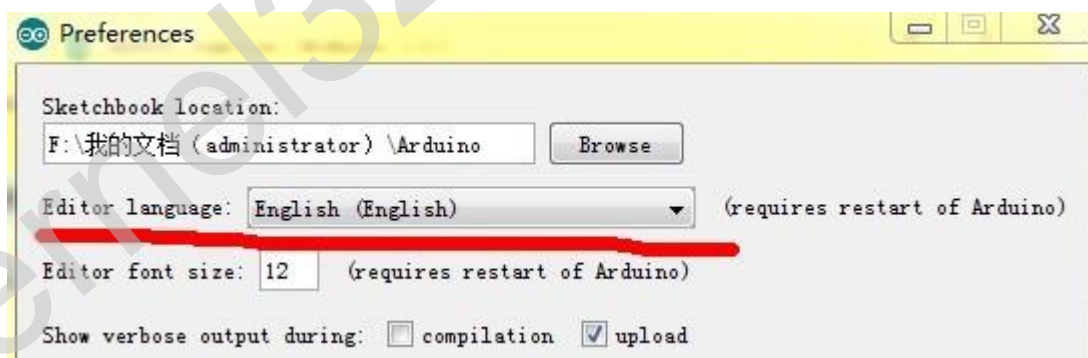 Preferences
Sketchbook location:
F:\我的文档（administrator）\Arduino Browse
Editor language: English (English) (requires restart of Arduino)
Editor font size: 12 (requires restart of Arduino)
Show verbose output during: compilation upload